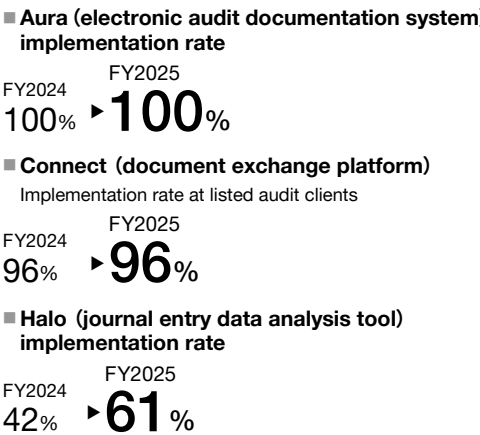 ■ Aura (electronic audit documentation system)
implementation rate
FY2024 FY2025
100% ▶ 100%
■ Connect (document exchange platform)
Implementation rate at listed audit clients
FY2024 FY2025
96% ▶ 96%
■ Halo (journal entry data analysis tool)
implementation rate
FY2024 FY2025
42% ▶ 61%